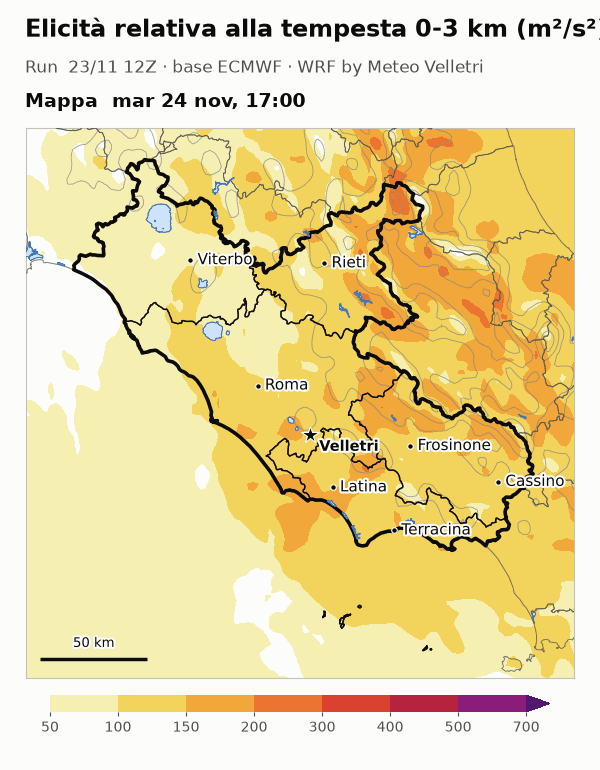 Elicità relativa alla tempesta 0-3 km (m²/s²)
Run  23/11 12Z · base ECMWF · WRF by Meteo Velletri
Mappa  mar 24 nov, 17:00
Viterbo
Rieti
Roma
Velletri
Frosinone
Latina
Cassino
Terracina
50 km
50 100 150 200 300 400 500 700